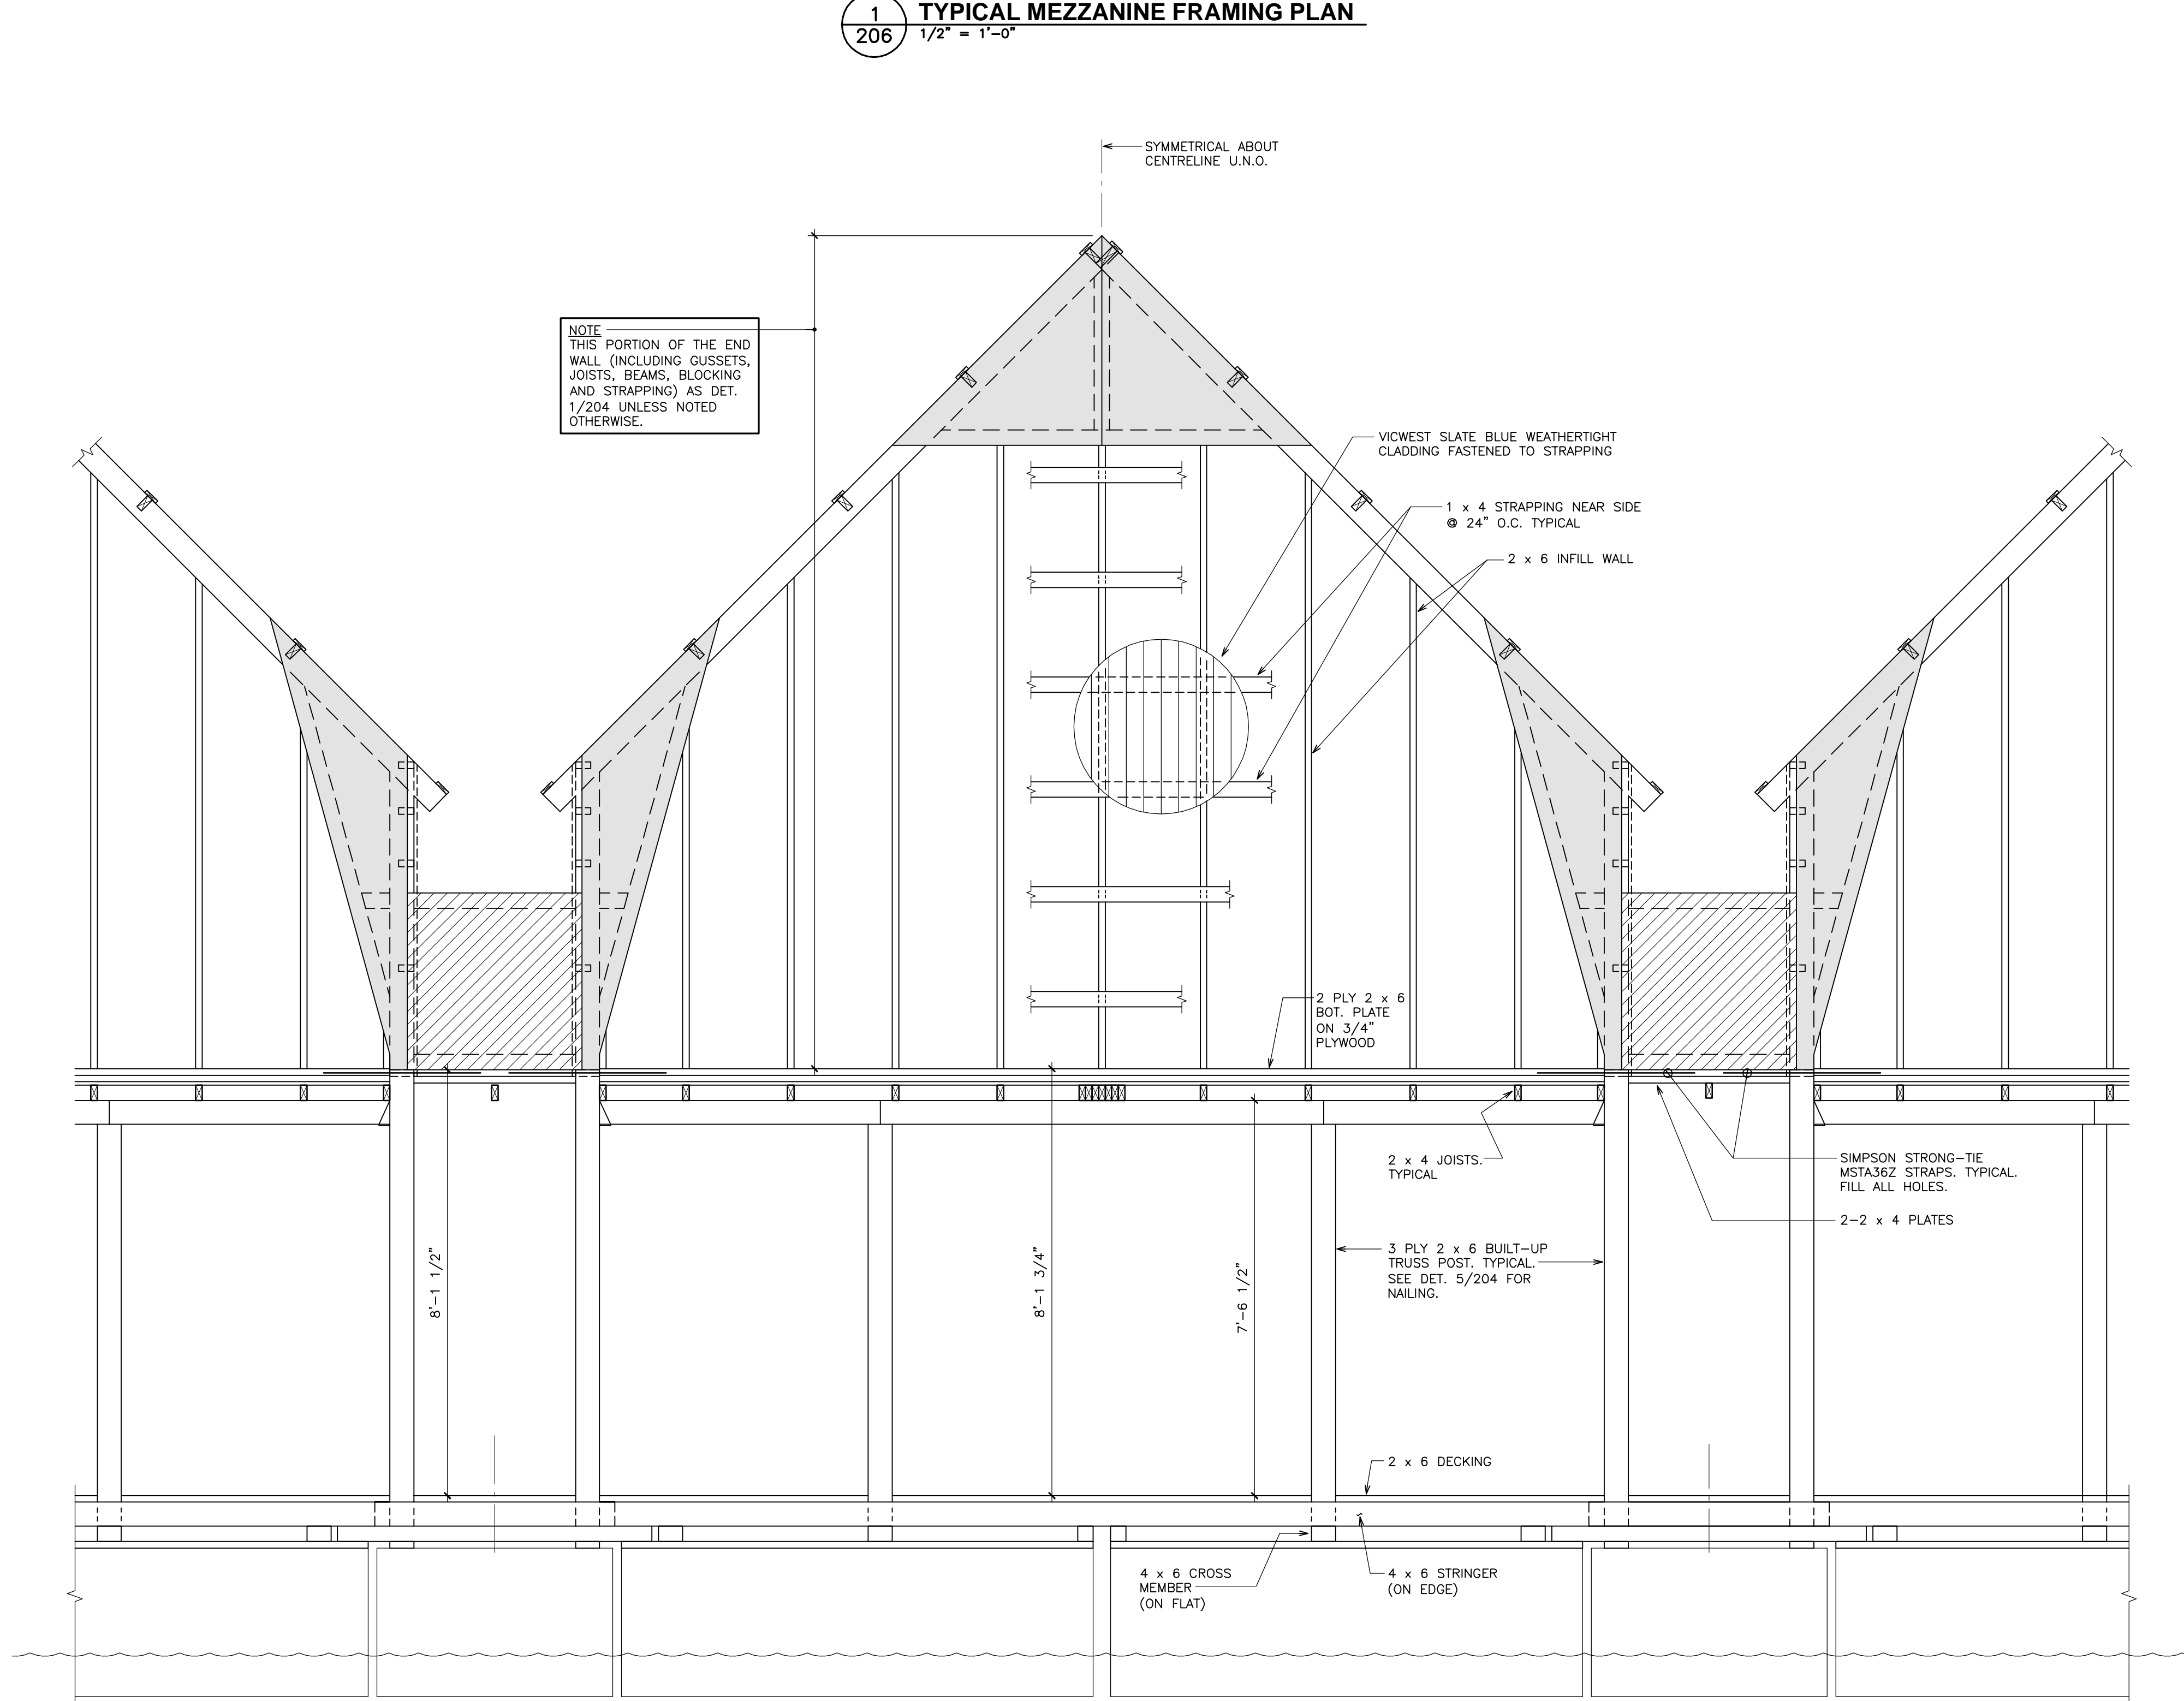 1
206
TYPICAL MEZZANINE FRAMING PLAN
1/2" = 1'-0"
SYMMETRICAL ABOUT
CENTRELINE U.N.O.
NOTE
THIS PORTION OF THE END
WALL (INCLUDING GUSSETS,
JOISTS, BEAMS, BLOCKING
AND STRAPPING) AS DET.
1/204 UNLESS NOTED
OTHERWISE.
VICWEST SLATE BLUE WEATHERTIGHT
CLADDING FASTENED TO STRAPPING
1 x 4 STRAPPING NEAR SIDE
@ 24" O.C. TYPICAL
2 x 6 INFILL WALL
2 PLY 2 x 6
BOT. PLATE
ON 3/4"
PLYWOOD
2 x 4 JOISTS.
TYPICAL
SIMPSON STRONG-TIE
MSTA36Z STRAPS. TYPICAL.
FILL ALL HOLES.
2-2 x 4 PLATES
3 PLY 2 x 6 BUILT-UP
TRUSS POST. TYPICAL.
SEE DET. 5/204 FOR
NAILING.
8'-1 1/2"
8'-1 3/4"
7'-6 1/2"
2 x 6 DECKING
4 x 6 CROSS
MEMBER
(ON FLAT)
4 x 6 STRINGER
(ON EDGE)